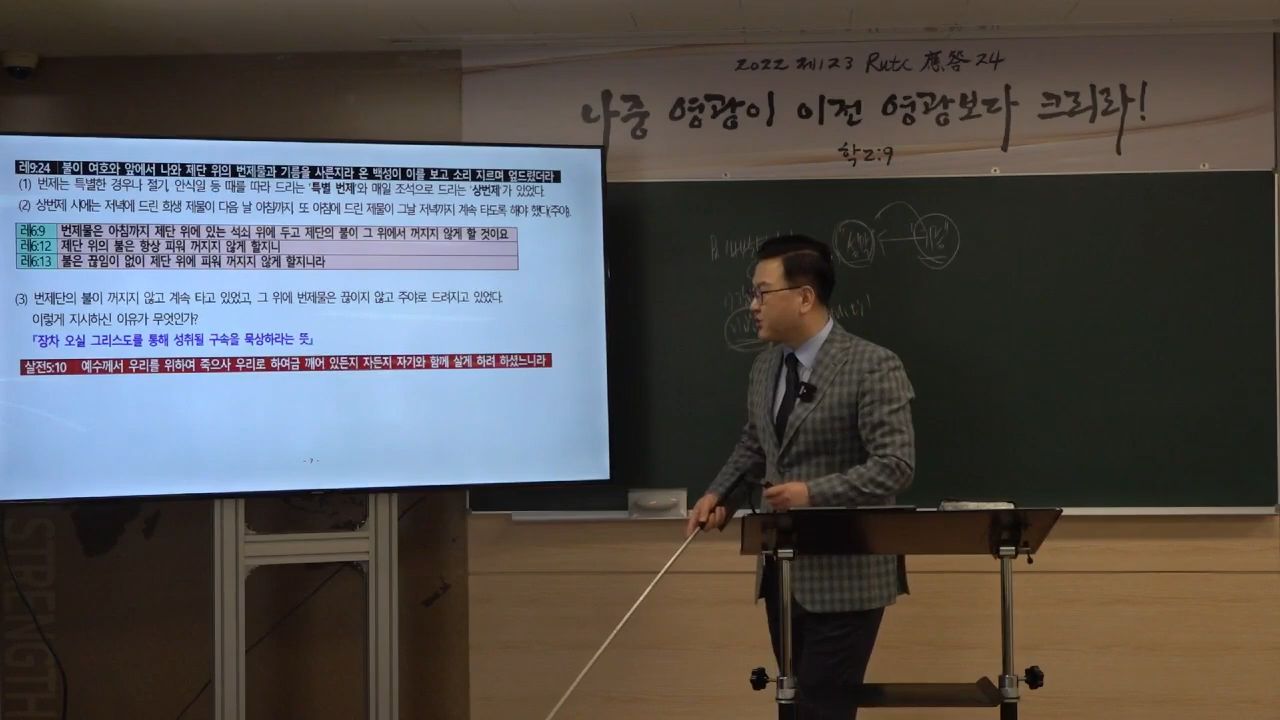 2022 제123 Rutc 應答 24
나중 영광이 이전 영광보다 크리라!
학2:9
레9:24 불이 여호와 앞에서 나와 제단 위의 번제물과 기름을 사른지라 온 백성이 이를 보고 소리 지르며 엎드렸더라
(1) 번제는 특별한 경우나 절기, 안식일 등 때를 따라 드리는 '특별 번제'와 매일 조석으로 드리는 '상번제'가 있었다.
(2) 상번제 시에는 저녁에 드린 희생 제물이 다음 날 아침까지 또 아침에 드린 제물이 그날 저녁까지 계속 타도록 해야 했다(주야).
레6:9 번제물은 아침까지 제단 위에 있는 석쇠 위에 두고 제단의 불이 그 위에서 꺼지지 않게 할 것이요
레6:12 제단 위의 불은 항상 피워 꺼지지 않게 할지니
레6:13 불은 끊임이 없이 제단 위에 피워 꺼지지 않게 할지니라
(3) 번제단의 불이 꺼지지 않고 계속 타고 있었고, 그 위에 번제물은 끊이지 않고 주야로 드려지고 있었다.
이렇게 지시하신 이유가 무엇인가?
「장차 오실 그리스도를 통해 성취될 구속을 묵상하라는 뜻」
살전5:10 예수께서 우리를 위하여 죽으사 우리로 하여금 깨어 있든지 자든지 자기와 함께 살게 하려 하셨느니라
- 7 -
STRENGTH